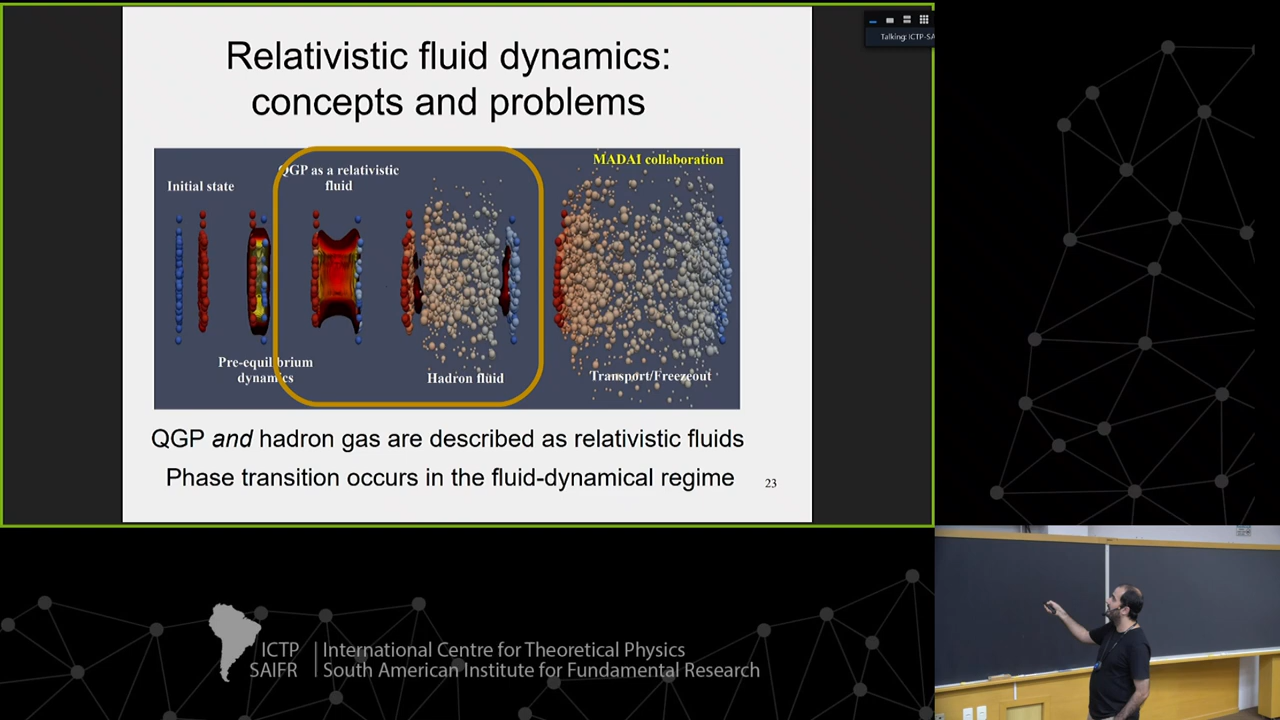 Talking: ICTP-SA
Relativistic fluid dynamics:
concepts and problems
MADAI collaboration
QGP as a relativistic
fluid
Initial state
Pre-equilibrium
dynamics
Hadron fluid
Transport/Freezeout
QGP and hadron gas are described as relativistic fluids
Phase transition occurs in the fluid-dynamical regime
23
ICTP
SAIFR
International Centre for Theoretical Physics
South American Institute for Fundamental Research